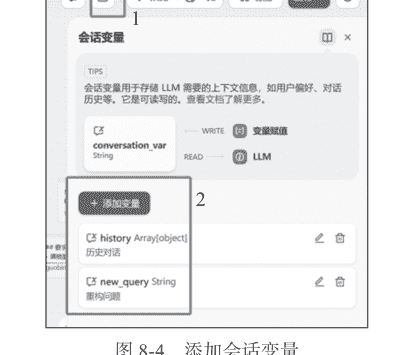 1
会话变量
TIPS
会话变量用于存储 LLM 需要的上下文信息，如用户偏好、对话
历史等。它是可读写的。查看文档了解更多。
conversation_var
String
WRITE 变量赋值
READ LLM
+ 添加变量
2
history Array[object]
历史对话
new_query String
重构问题
图 8-4 添加会话变量